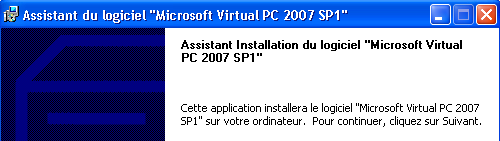 Assistant du logiciel "Microsoft Virtual PC 2007 SP1"
Assistant Installation du logiciel "Microsoft Virtual
PC 2007 SP1"
Cette application installera le logiciel "Microsoft Virtual PC 2007
SP1" sur votre ordinateur. Pour continuer, cliquez sur Suivant.